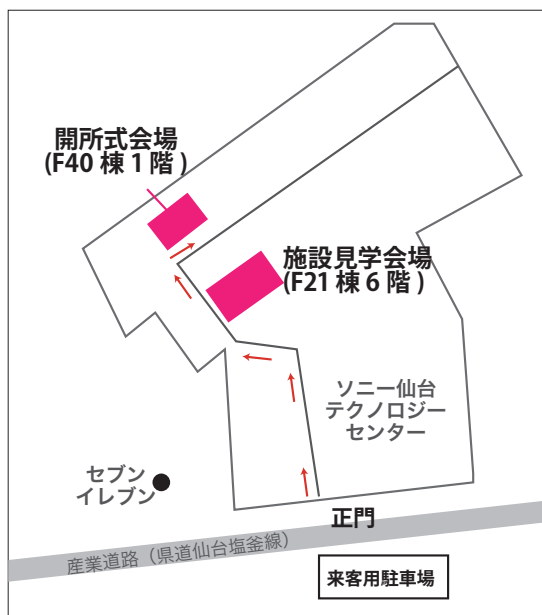 開所式会場
(F40 棟 1 階 )
施設見学会場
(F21 棟 6 階 )
ソニー仙台
テクノロジー
センター
セブン
イレブン
正門
産業道路（県道仙台塩釜線）
来客用駐車場